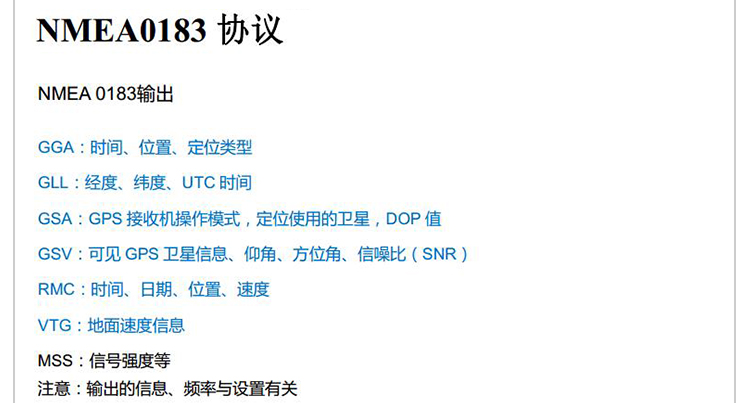 NMEA0183 协议
NMEA 0183输出
GGA：时间、位置、定位类型
GLL：经度、纬度、UTC 时间
GSA：GPS 接收机操作模式，定位使用的卫星，DOP 值
GSV：可见 GPS 卫星信息、仰角、方位角、信噪比（SNR）
RMC：时间、日期、位置、速度
VTG：地面速度信息
MSS：信号强度等
注意：输出的信息、频率与设置有关